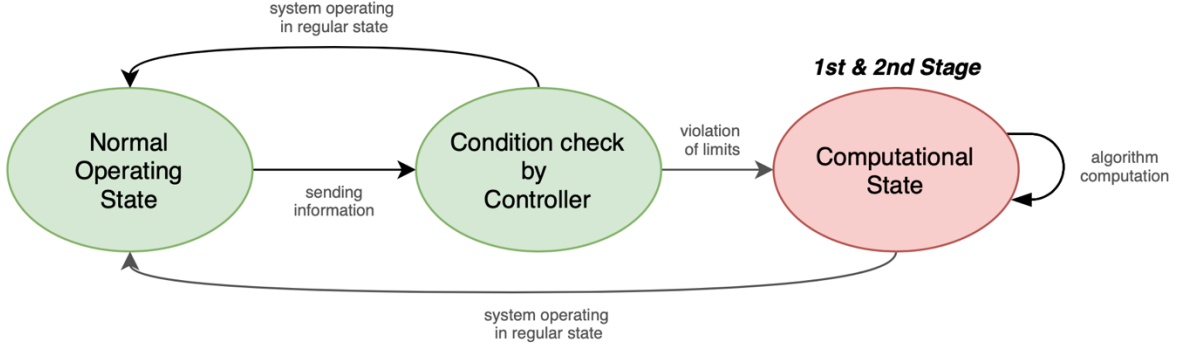 system operating
in regular state
1st & 2nd Stage
Normal
Operating
State
sending
information
Condition check
by
Controller
violation
of limits
Computational
State
algorithm
computation
system operating
in regular state